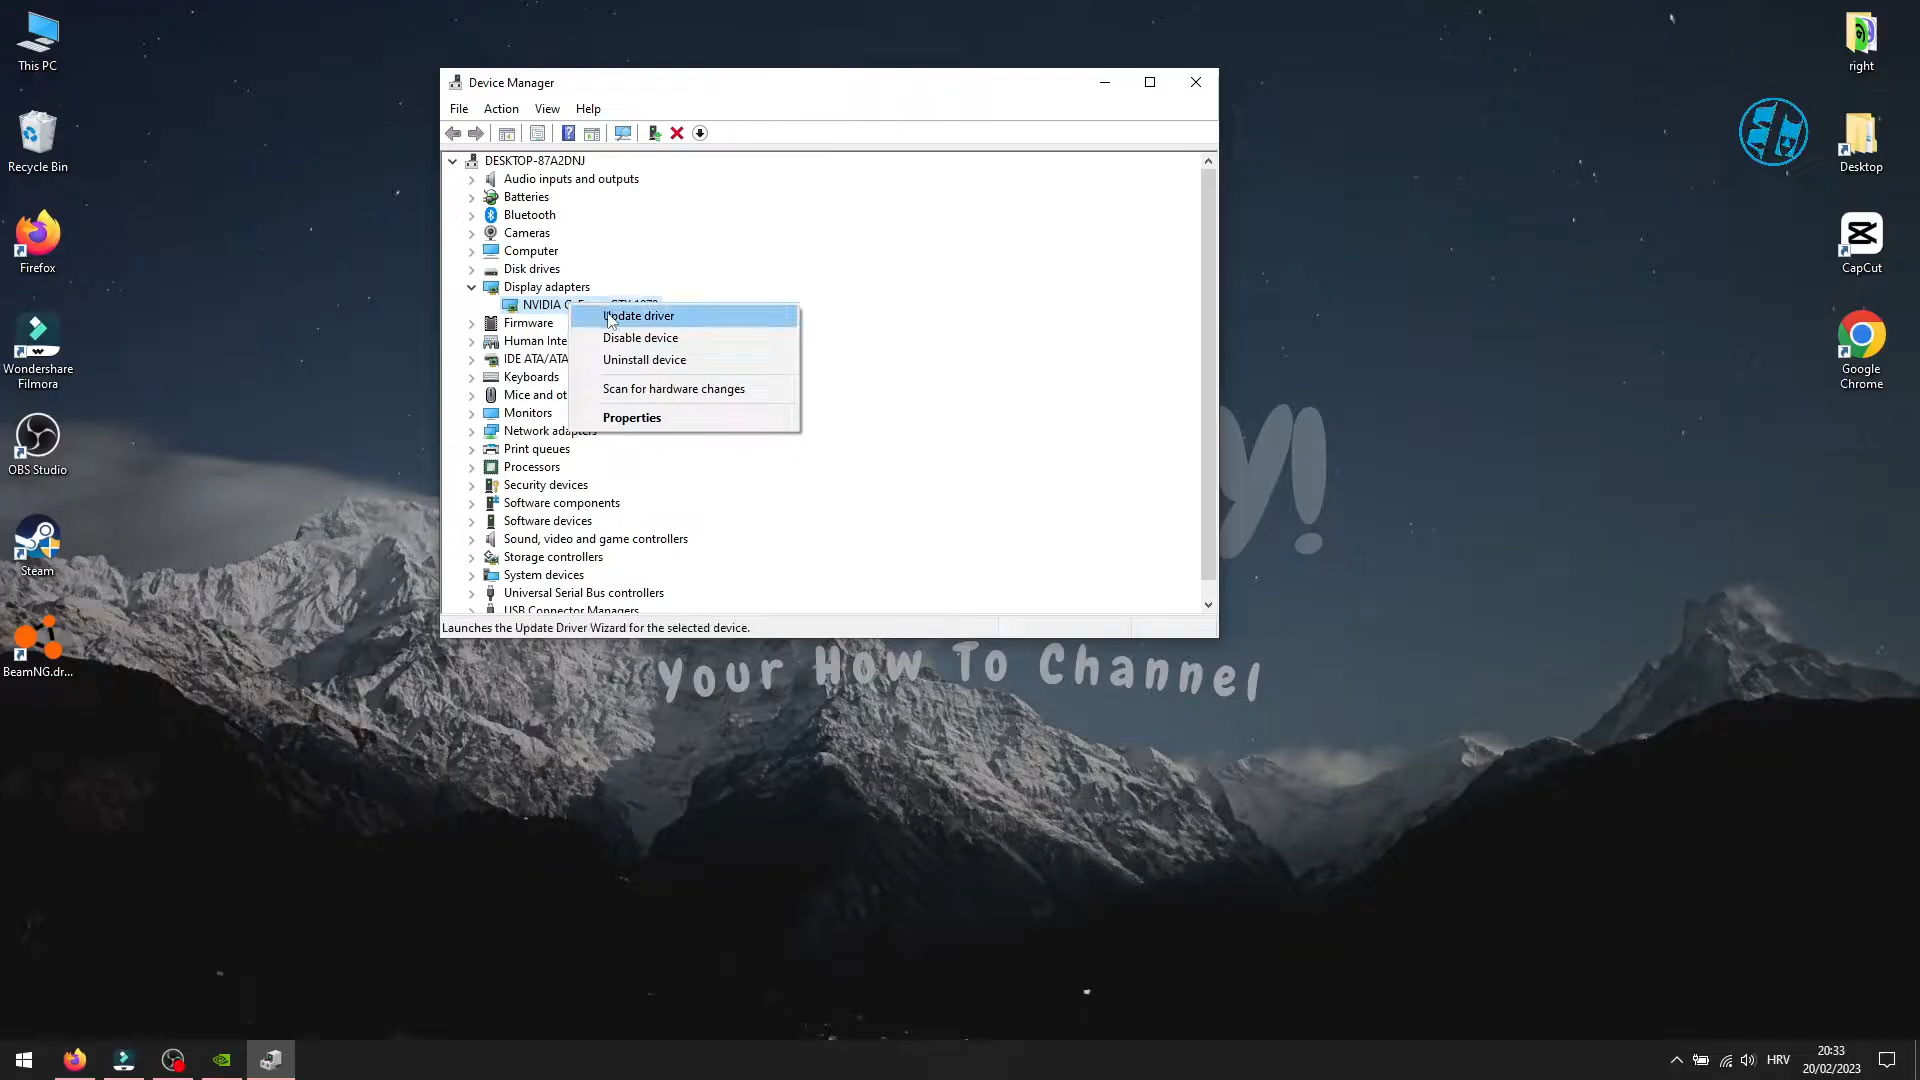 This PC
Recycle Bin
Firefox
Wondershare
Filmora
OBS Studio
Steam
BeamNG.dr...
Device Manager
File Action View Help
DESKTOP-87A2DNJ
Audio inputs and outputs
Batteries
Bluetooth
Cameras
Computer
Disk drives
Display adapters
NVIDIA
Firmware
Human Inte
IDE ATA/ATA
Keyboards
Mice and ot
Monitors
Network adapters
Print queues
Processors
Security devices
Software components
Software devices
Sound, video and game controllers
Storage controllers
System devices
Universal Serial Bus controllers
USB Connector Managers
Update driver
Disable device
Uninstall device
Scan for hardware changes
Properties
Launches the Update Driver Wizard for the selected device.
y!
Your How To Channel
right
Desktop
CapCut
Google
Chrome
HRV
20:33
20/02/2023